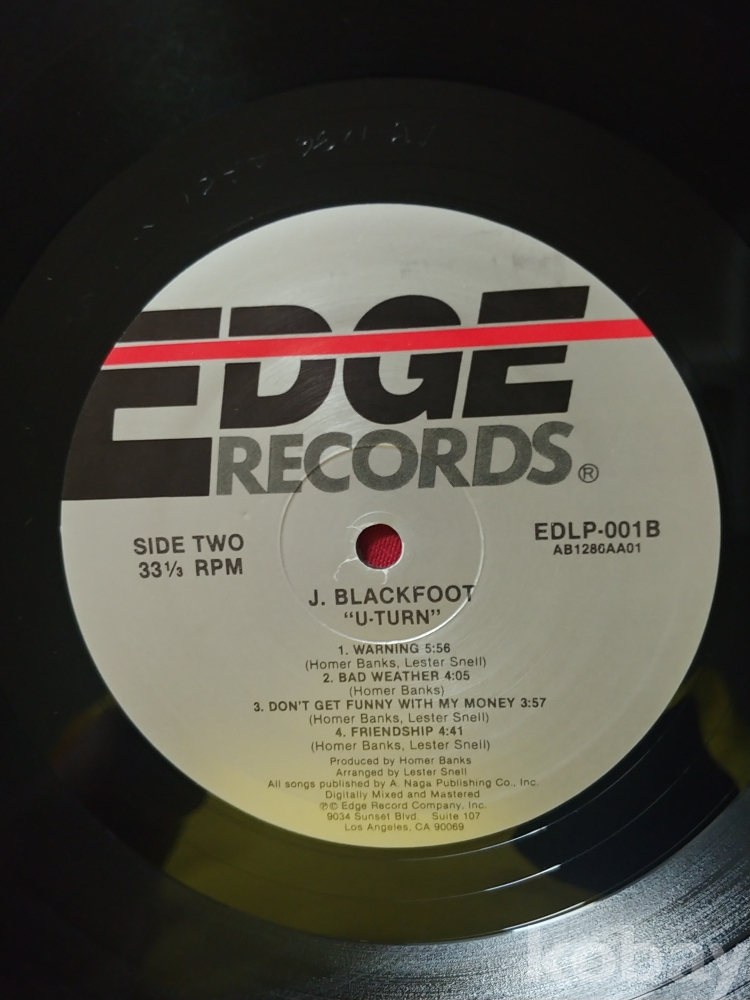 EDGE
RECORDS®
SIDE TWO
33⅓ RPM
EDLP-001B
AB1286AA01
J. BLACKFOOT
"U-TURN"
1. WARNING 5:56
(Homer Banks, Lester Snell)
2. BAD WEATHER 4:05
(Homer Banks)
3. DON'T GET FUNNY WITH MY MONEY 3:57
(Homer Banks, Lester Snell)
4. FRIENDSHIP 4:41
(Homer Banks, Lester Snell)
Produced by Homer Banks
Arranged by Lester Snell
All songs published by A. Naga Publishing Co., Inc.
Digitally Mixed and Mastered
℗© Edge Record Company, Inc.
9034 Sunset Blvd. Suite 107
Los Angeles, CA 90069
kobay